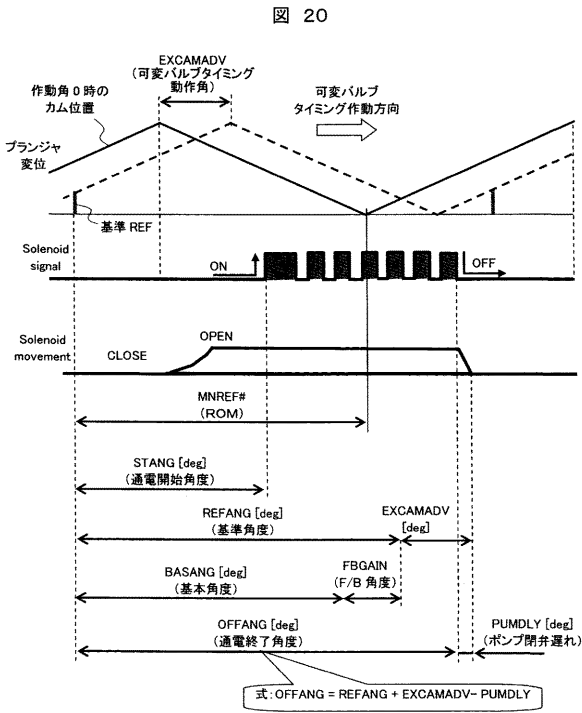 図 20
EXCAMADV
(可変バルブタイミング
動作角)
作動角0時の
カム位置
可変バルブ
タイミング作動方向
プランジャ
変位
基準REF
Solenoid
signal
ON
OFF
Solenoid
movement
CLOSE
OPEN
MNREF#
(ROM)
STANG [deg]
(通電開始角度)
REFANG [deg]
(基準角度)
EXCAMADV
[deg]
BASANG [deg]
(基本角度)
FBGAIN
(F/B 角度)
OFFANG [deg]
(通電終了角度)
PUMDLY [deg]
(ポンプ閉弁遅れ)
式:OFFANG = REFANG + EXCAMADV- PUMDLY